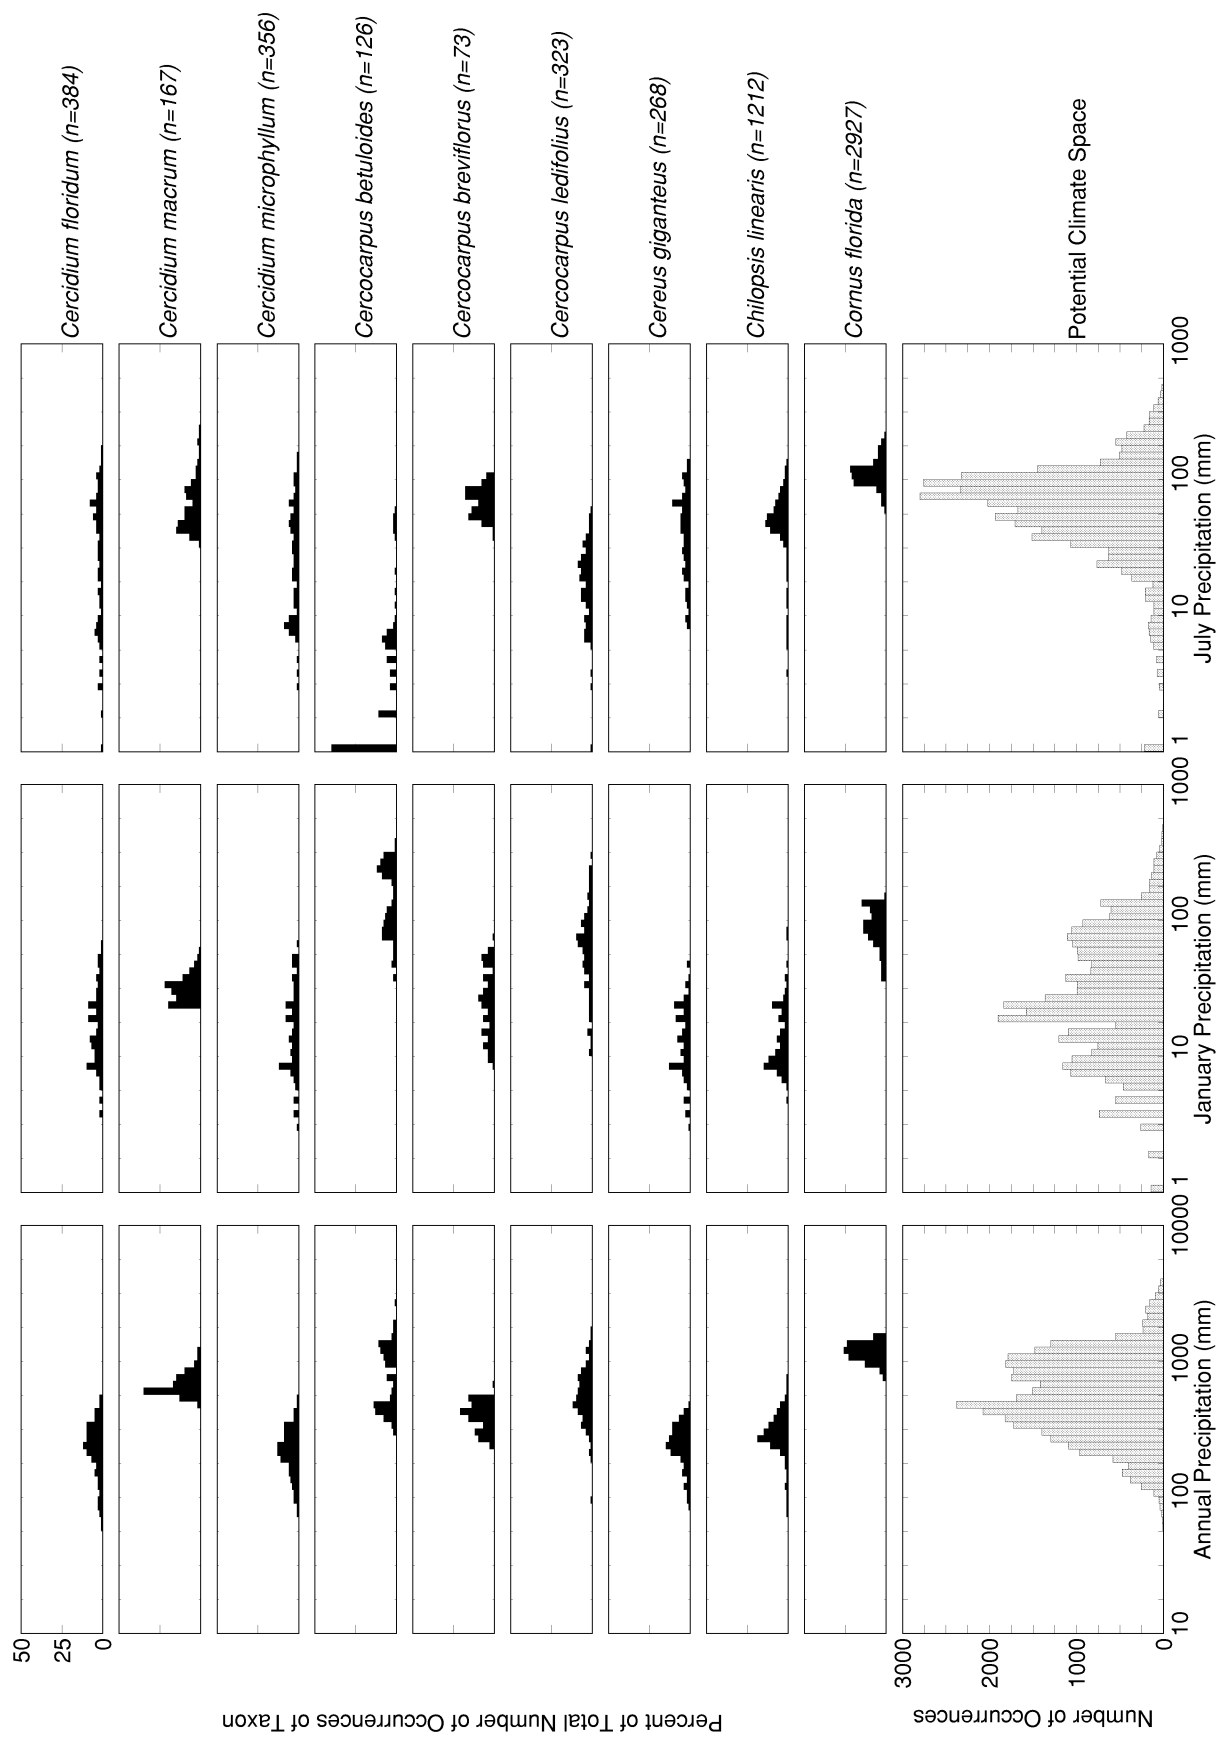 50
25
0
Cercidium floridum (n=384)
Cercidium macrum (n=167)
Cercidium microphyllum (n=356)
Cercocarpus betuloides (n=126)
Cercocarpus breviflorus (n=73)
Cercocarpus ledifolius (n=323)
Cereus giganteus (n=268)
Chilopsis linearis (n=1212)
Cornus florida (n=2927)
Percent of Total Number of Occurrences of Taxon
3000
2000
1000
0
Number of Occurrences
Potential Climate Space
10 100 1000 10000
Annual Precipitation (mm)
1 10 100 1000
January Precipitation (mm)
1 10 100 1000
July Precipitation (mm)